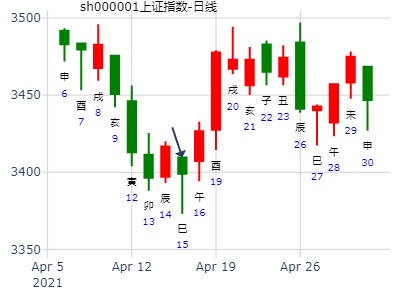 sh000001上证指数-日线
3500
3450
3400
3350
申
6
酉
7
戌
8
亥
9
寅
12
卯
13
辰
14
巳
15
午
16
酉
19
戌
20
亥
21
子
22
丑
23
辰
26
巳
27
午
28
未
29
申
30
Apr 5
2021
Apr 12
Apr 19
Apr 26